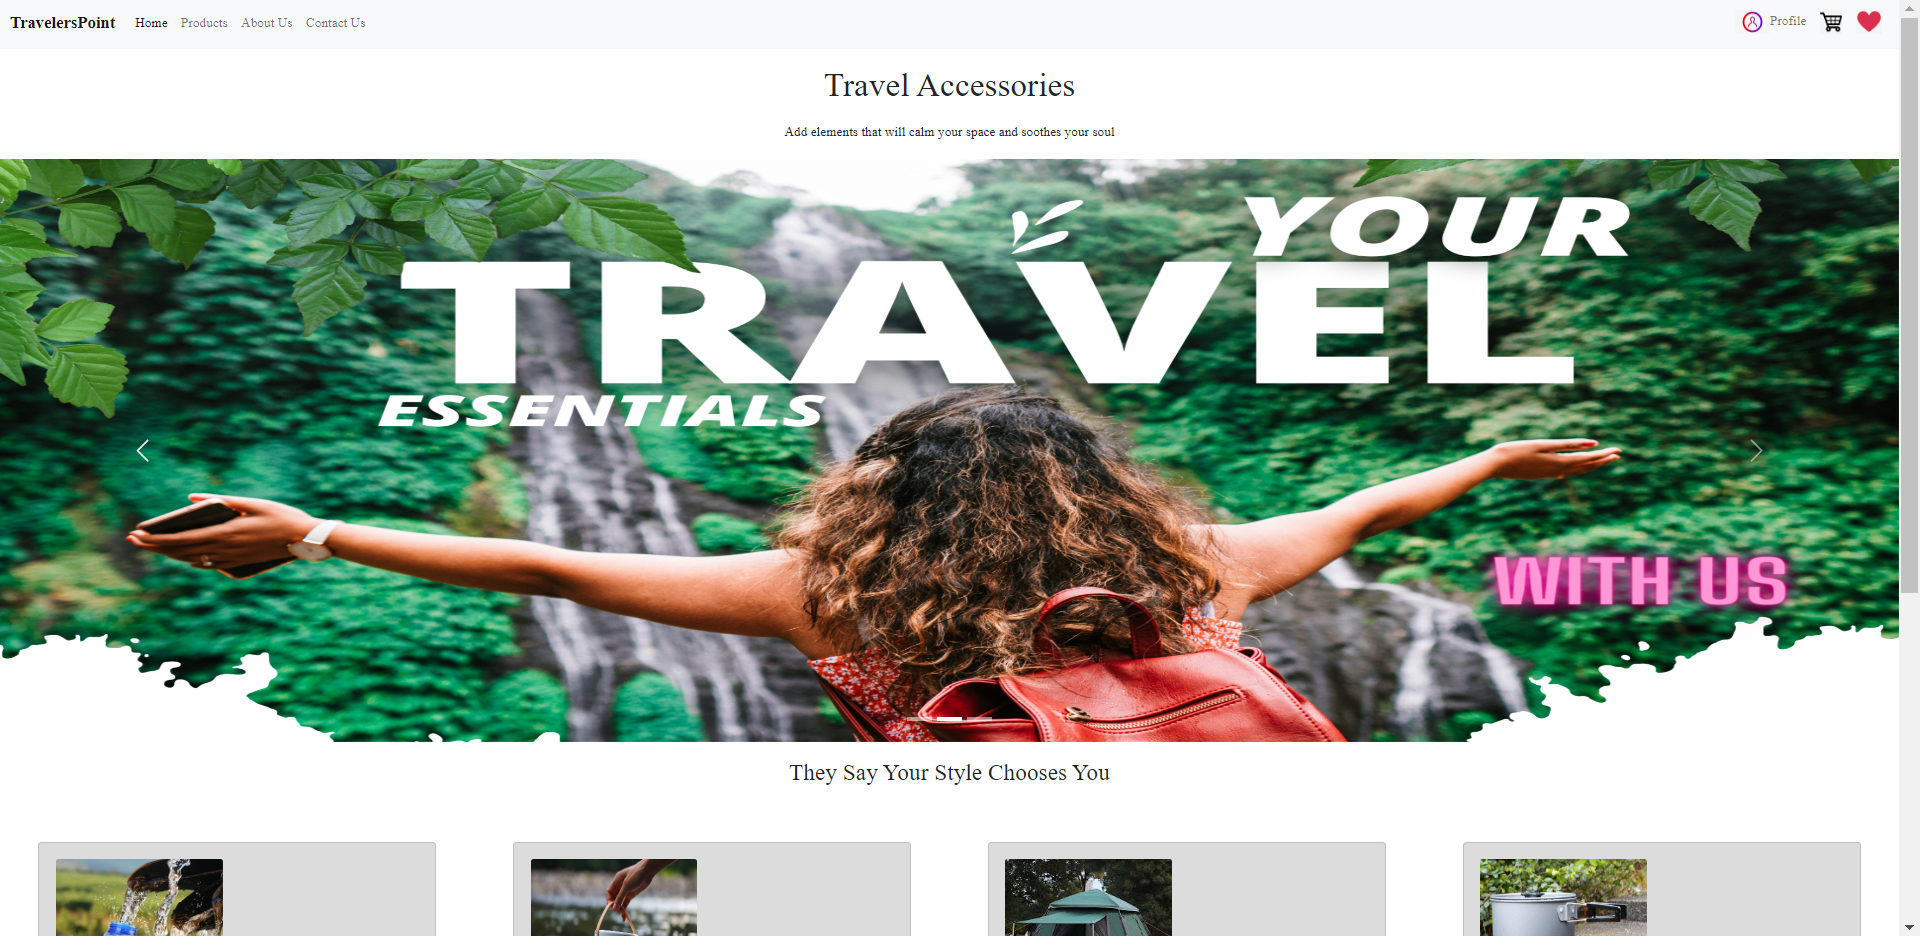 TravelersPoint Home Products About Us Contact Us Profile
Travel Accessories
Add elements that will calm your space and soothes your soul
YOUR
TRAVEL
ESSENTIALS
WITH US
They Say Your Style Chooses You